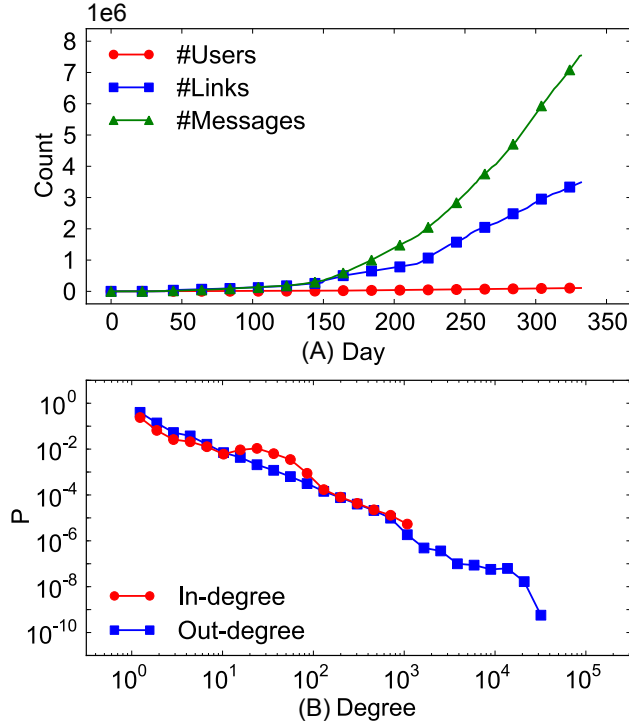 1e6
8
7
6
5
4
3
2
1
0
Count
#Users
#Links
#Messages
0 50 100 150 200 250 300 350
(A) Day
10^0
10^-2
10^-4
10^-6
10^-8
10^-10
P
In-degree
Out-degree
10^0 10^1 10^2 10^3 10^4 10^5
(B) Degree